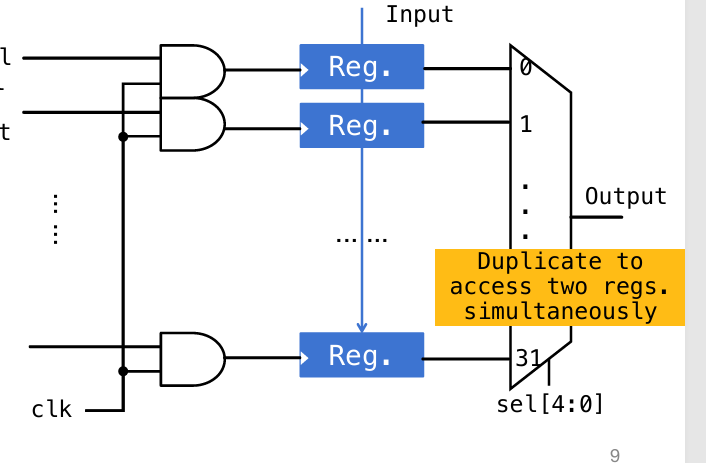 Input
l
Reg.
0
t
Reg.
1
.
.
.
Output
⋮
⋮
... ...
Duplicate to
access two regs.
simultaneously
Reg.
31
clk
sel[4:0]
9